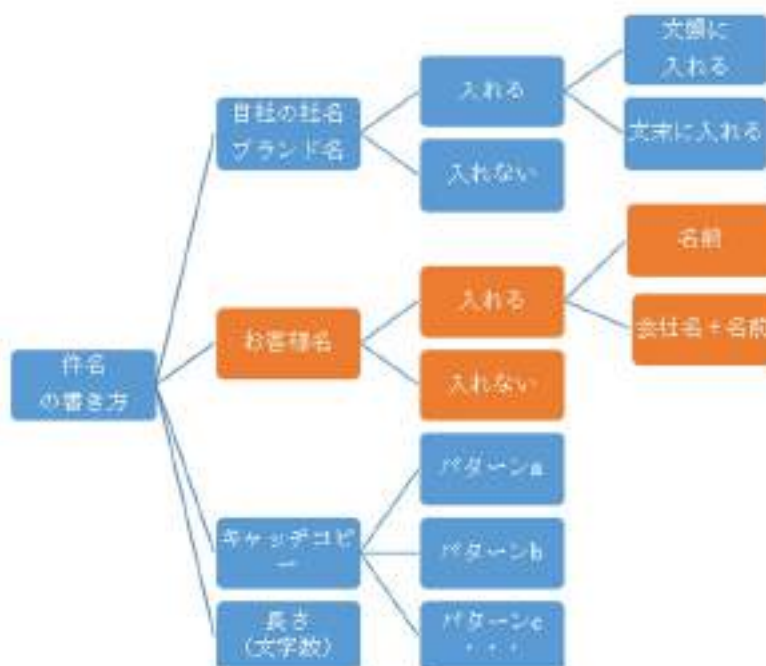 文頭に
入れる
自社の社名
ブランド名
入れる
文末に入れる
入れない
名前
お客様名
入れる
会社名+名前
件名
の書き方
入れない
キャッチコピ
ー
パターンa
パターンb
長さ
(文字数)
パターンc
・・・